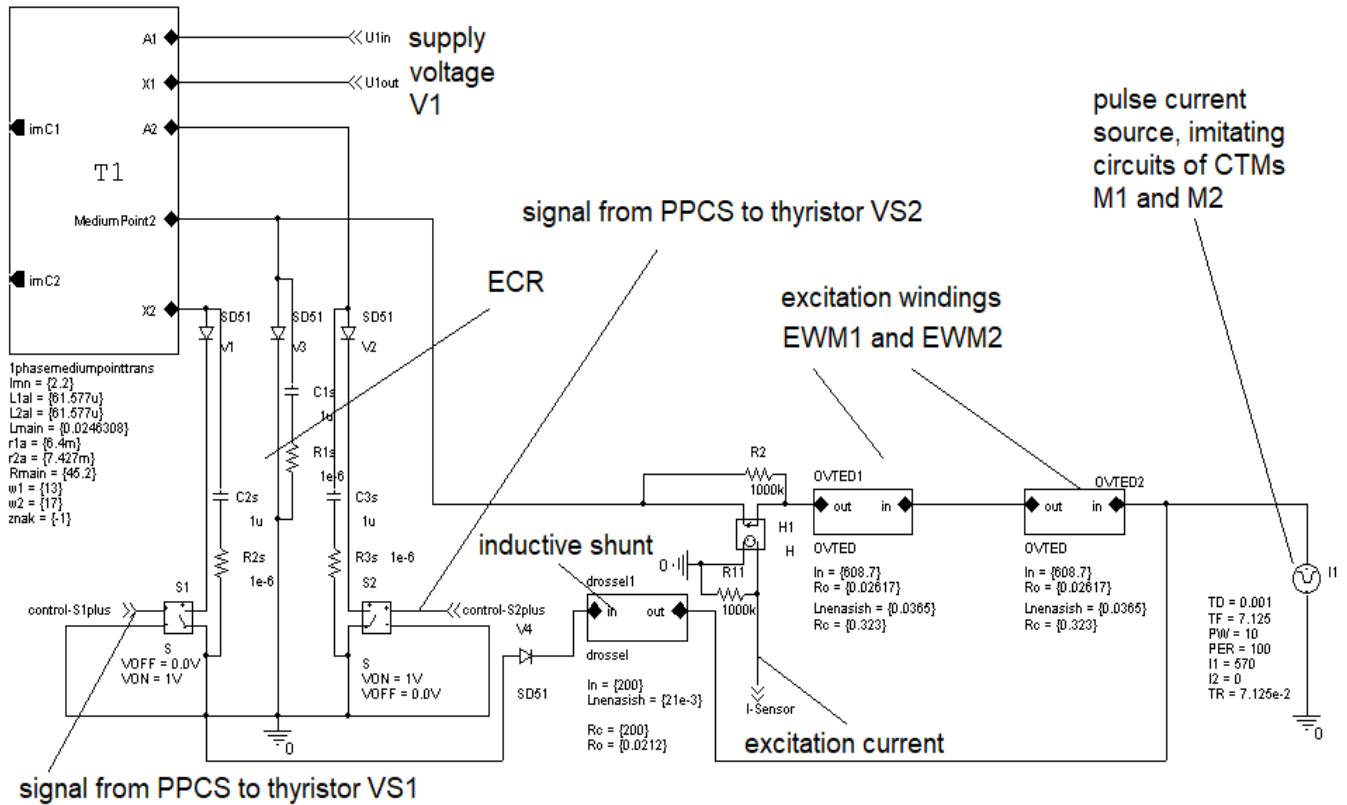 A1
U1in
supply
voltage
V1
X1
U1out
imC1
A2
T1
MediumPoint2
imC2
X2
1phasemediumpointtrans
Imn = {2.2}
L1al = {61.577u}
L2al = {61.577u}
Lmain = {0.0246308}
r1a = {6.4m}
r2a = {7.427m}
Rmain = {45.2}
w1 = {13}
w2 = {17}
znak = {-1}
pulse current
source, imitating
circuits of CTMs
M1 and M2
signal from PPCS to thyristor VS2
ECR
excitation windings
EWM1 and EWM2
SD51
V1
SD51
V3
SD51
V2
C1s
1u
R1s
1e-6
C2s
1u
R2s
1e-6
C3s
1u
R3s
1e-6
S1
control-S1plus
S
VOFF = 0.0V
VON = 1V
S2
control-S2plus
S
VON = 1V
VOFF = 0.0V
0
V4
SD51
inductive shunt
drossel1
in
out
drossel
In = {200}
Lnenasish = {21e-3}
Rc = {200}
Ro = {0.0212}
R2
1000k
H1
H
0
R11
1000k
I-Sensor
excitation current
OVTED1
out
in
OVTED
In = {608.7}
Ro = {0.02617}
Lnenasish = {0.0365}
Rc = {0.323}
OVTED2
out
in
OVTED
In = {608.7}
Ro = {0.02617}
Lnenasish = {0.0365}
Rc = {0.323}
I1
TD = 0.001
TF = 7.125
PW = 10
PER = 100
I1 = 570
I2 = 0
TR = 7.125e-2
0
signal from PPCS to thyristor VS1